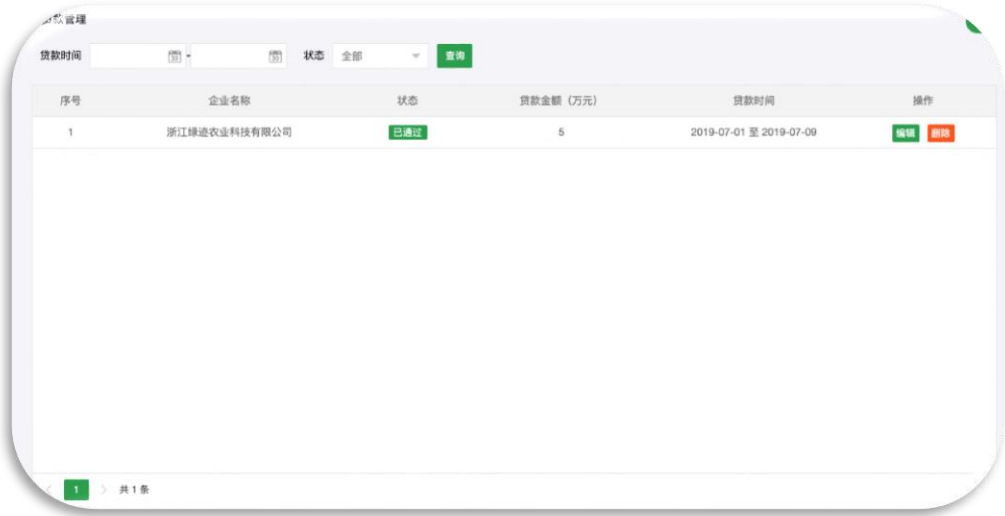 贷款管理
贷款时间 - 状态 全部 查询
序号 企业名称 状态 贷款金额（万元） 贷款时间 操作
1 浙江绿迹农业科技有限公司 已通过 5 2019-07-01 至 2019-07-09 编辑 删除
< 1 > 共 1 条